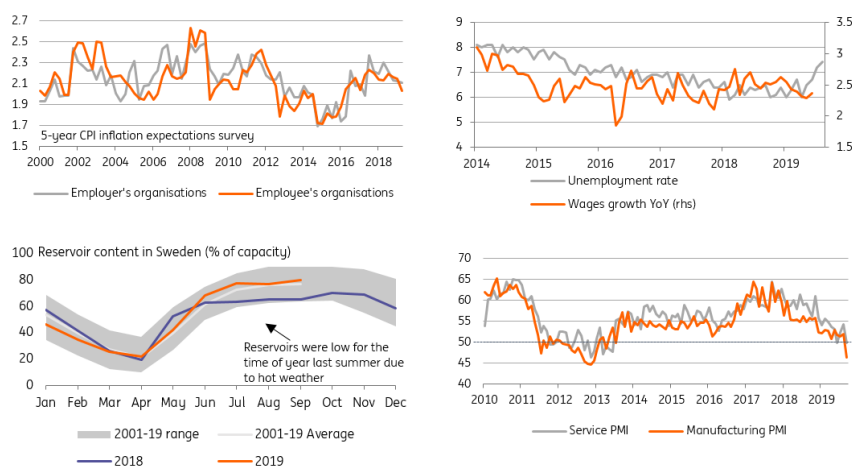 2.7
2.5
2.3
2.1
1.9
1.7
1.5
5-year CPI inflation expectations survey
2000 2002 2004 2006 2008 2010 2012 2014 2016 2018
Employer's organisations
Employee's organisations
9
8
7
6
5
4
3.5
3
2.5
2
1.5
2014 2015 2016 2017 2018 2019
Unemployment rate
Wages growth YoY (rhs)
Reservoir content in Sweden (% of capacity)
100
80
60
40
20
0
Reservoirs were low for the
time of year last summer due
to hot weather
Jan Feb Mar Apr May Jun Jul Aug Sep Oct Nov Dec
2001-19 range
2001-19 Average
2018
2019
70
65
60
55
50
45
40
2010 2011 2012 2013 2014 2015 2016 2017 2018 2019
Service PMI
Manufacturing PMI